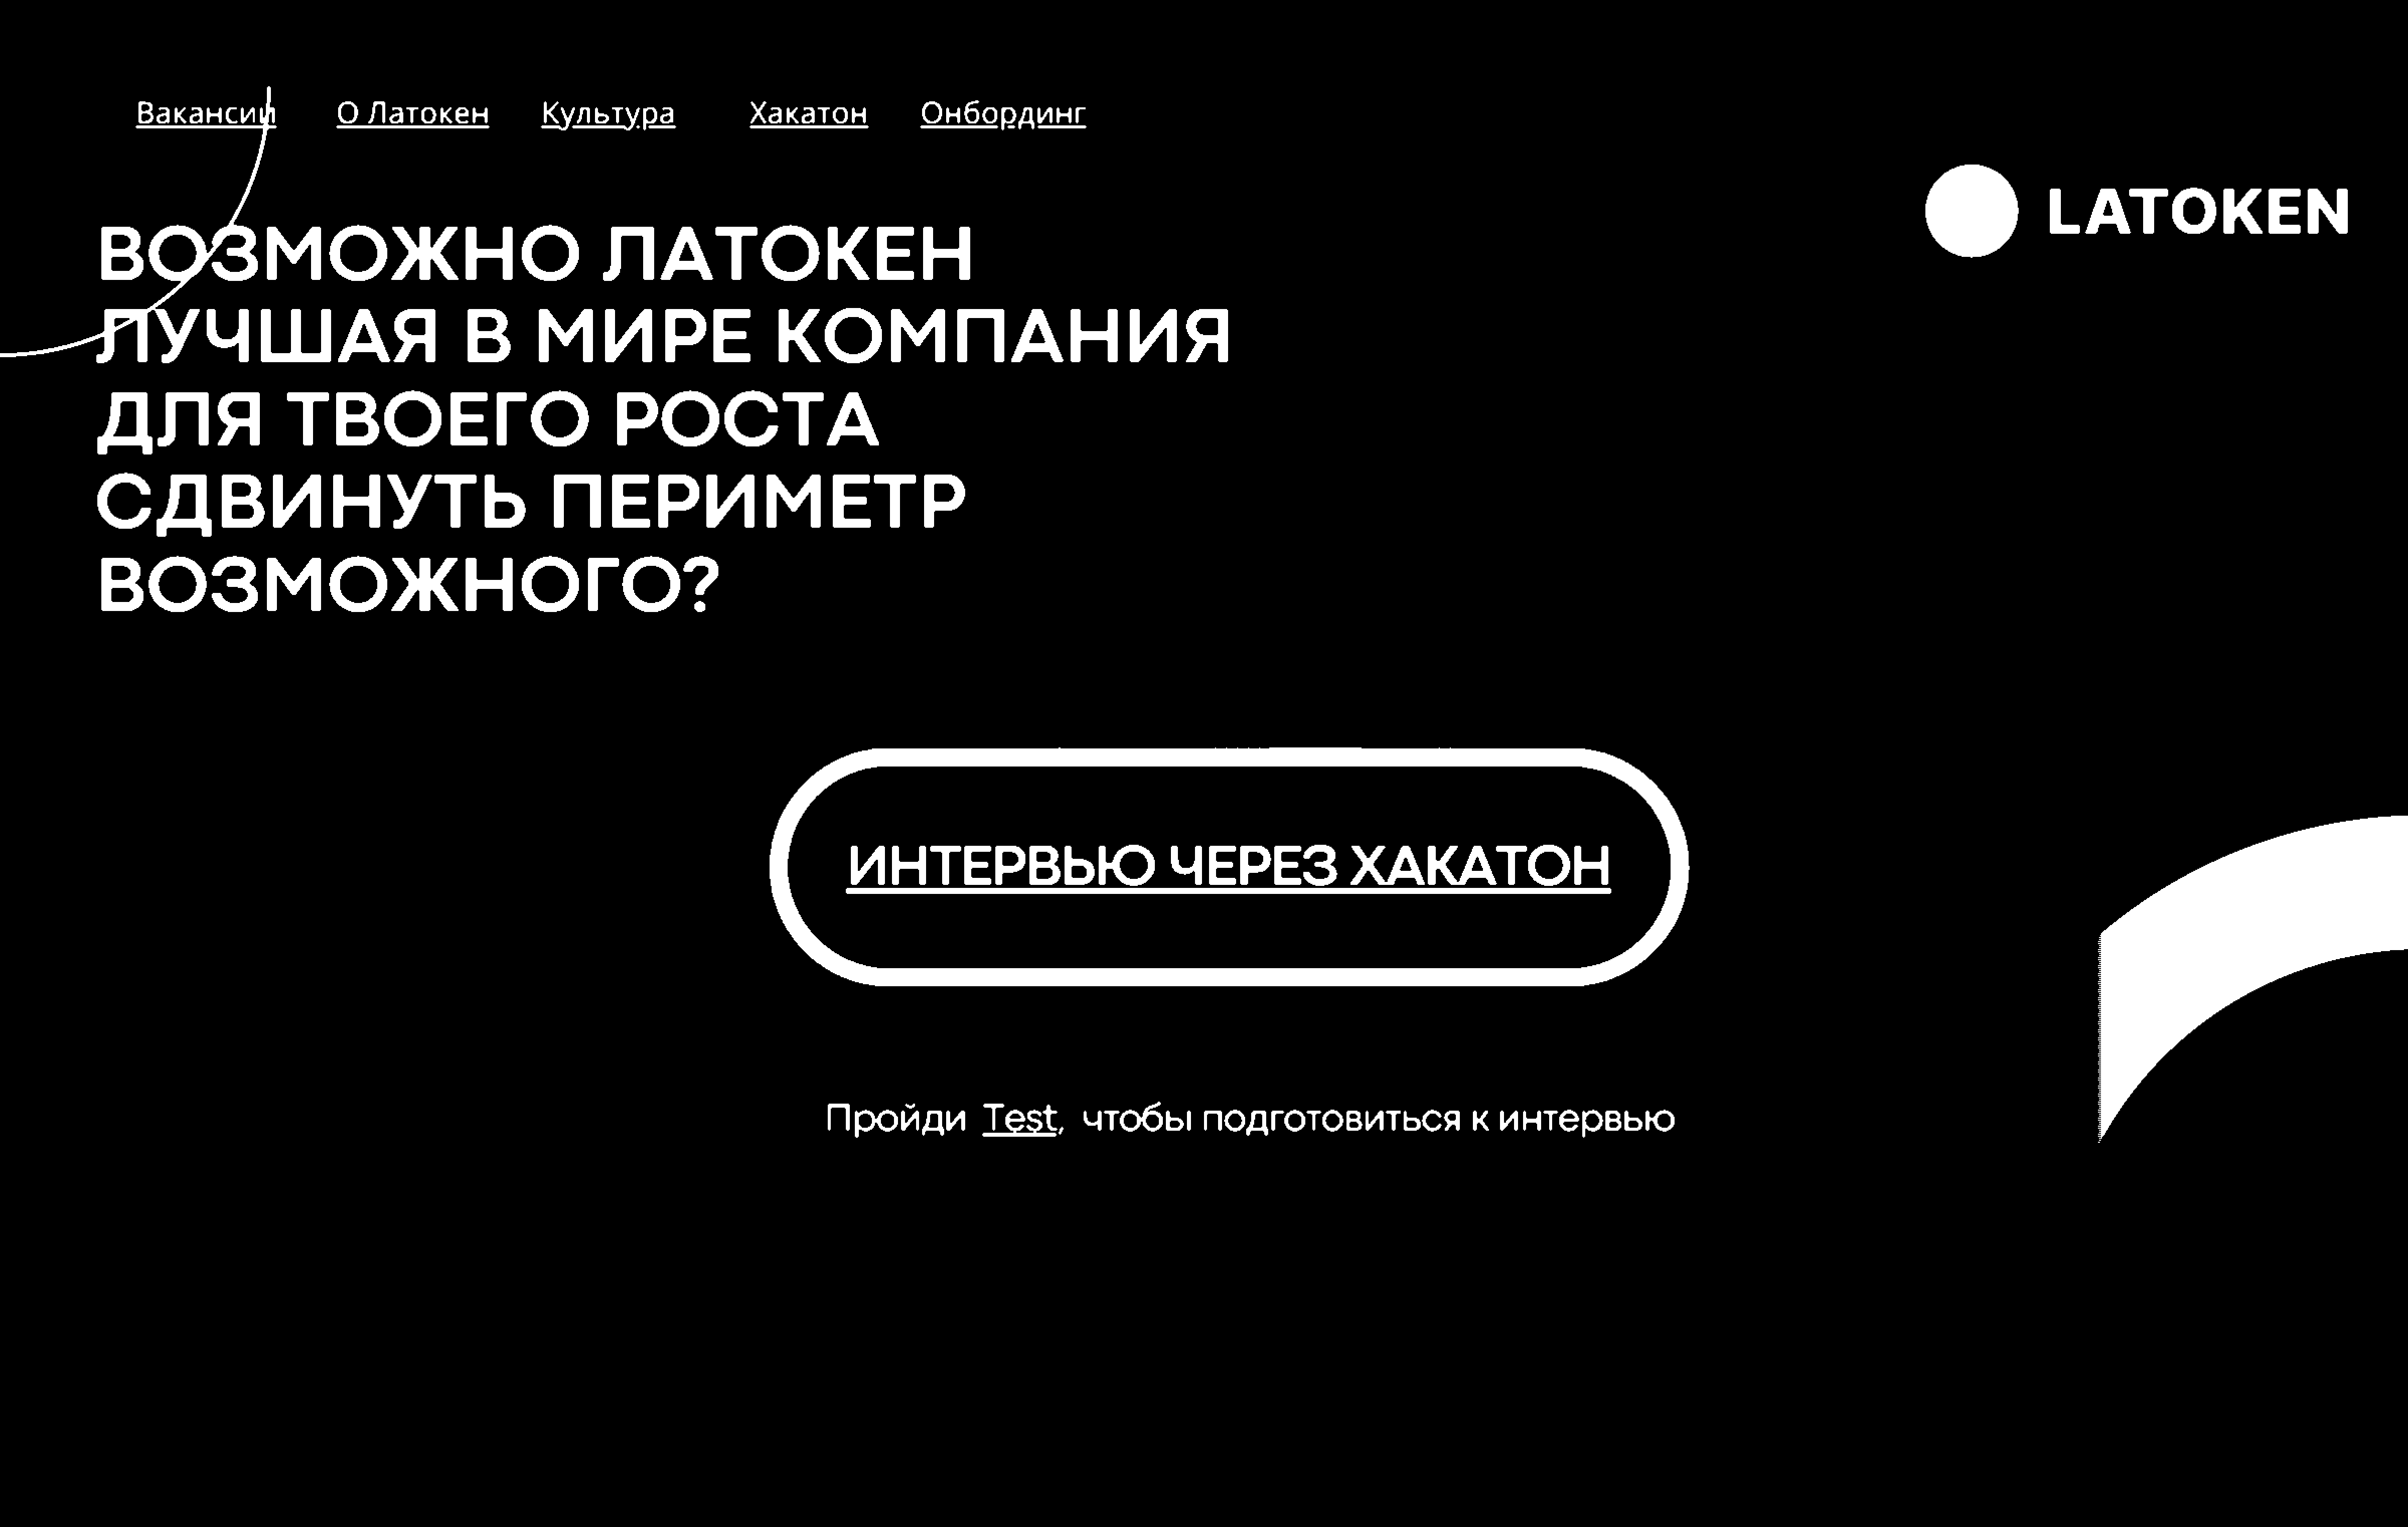 Вакансии О Латокен Культура Хакатон Онбординг
LATOKEN
ВОЗМОЖНО ЛАТОКЕН
ЛУЧШАЯ В МИРЕ КОМПАНИЯ
ДЛЯ ТВОЕГО РОСТА
СДВИНУТЬ ПЕРИМЕТР
ВОЗМОЖНОГО?
ИНТЕРВЬЮ ЧЕРЕЗ ХАКАТОН
Пройди Test, чтобы подготовиться к интервью